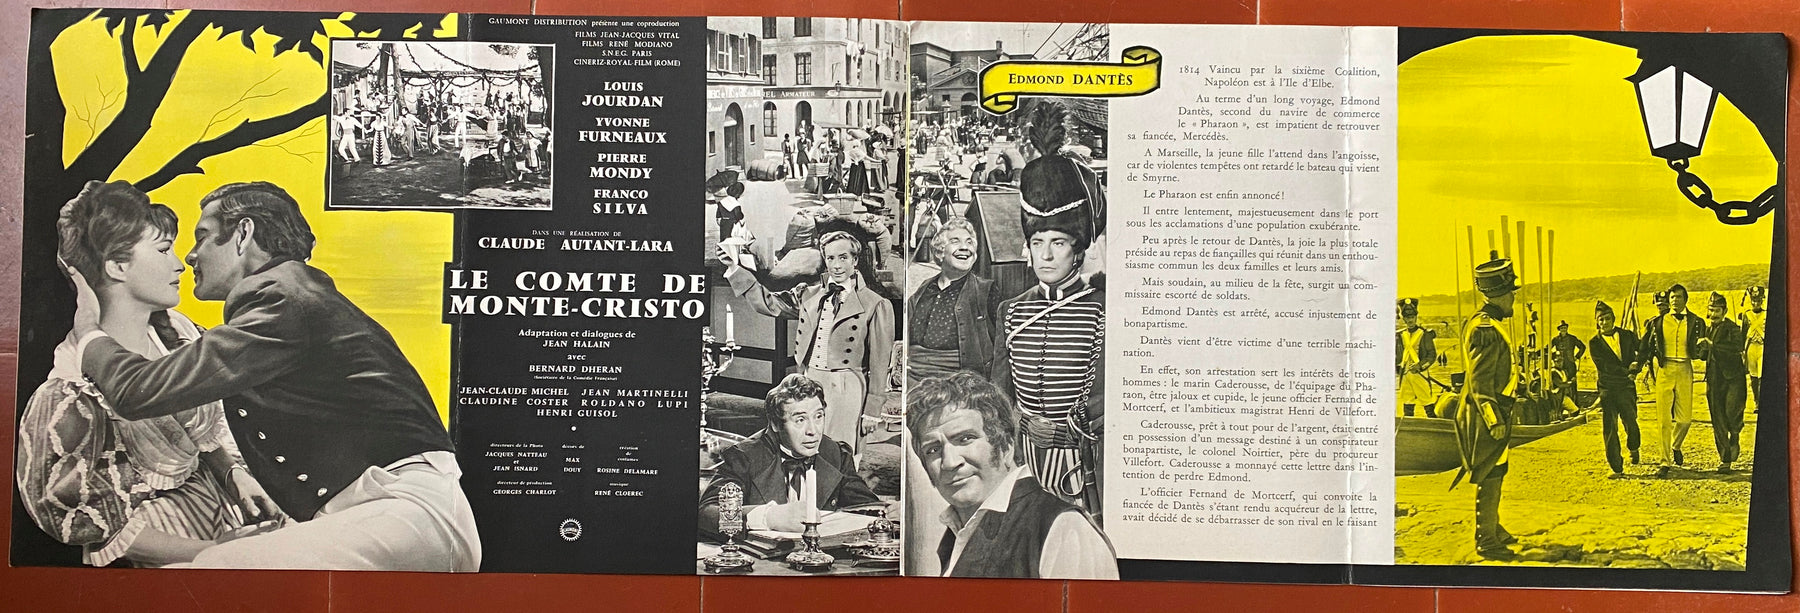 GAUMONT DISTRIBUTION présente une coproduction
FILMS JEAN-JACQUES VITAL
FILMS RENÉ MODIANO
S.N.E.G. PARIS
CINERIZ-ROYAL-FILM (ROME)
LOUIS
JOURDAN
YVONNE
FURNEAUX
PIERRE
MONDY
FRANCO
SILVA
DANS UNE RÉALISATION DE
CLAUDE AUTANT-LARA
LE COMTE DE
MONTE-CRISTO
Adaptation et dialogues de
JEAN HALAIN
avec
BERNARD DHERAN
(Sociétaire de la Comédie Française)
JEAN-CLAUDE MICHEL JEAN MARTINELLI
CLAUDINE COSTER ROLDANO LUPI
HENRI GUISOL
directeurs de la Photo
JACQUES NATTEAU
et
JEAN ISNARD
décors de
MAX
DOUY
création
de
costumes
ROSINE DELAMARE
directeur de production
GEORGES CHARLOT
musique
RENÉ CLOEREC
REL ARMATEUR
EDMOND DANTÈS
1814 Vaincu par la sixième Coalition,
Napoléon est à l'Ile d'Elbe.
Au terme d'un long voyage, Edmond
Dantès, second du navire de commerce
le « Pharaon », est impatient de retrouver
sa fiancée, Mercédès.
A Marseille, la jeune fille l'attend dans l'angoisse,
car de violentes tempêtes ont retardé le bateau qui vient
de Smyrne.
Le Pharaon est enfin annoncé!
Il entre lentement, majestueusement dans le port
sous les acclamations d'une population exubérante.
Peu après le retour de Dantès, la joie la plus totale
préside au repas de fiançailles qui réunit dans un enthou-
siasme commun les deux familles et leurs amis.
Mais soudain, au milieu de la fête, surgit un com-
missaire escorté de soldats.
Edmond Dantès est arrêté, accusé injustement de
bonapartisme.
Dantès vient d'être victime d'une terrible machi-
nation.
En effet, son arrestation sert les intérêts de trois
hommes : le marin Caderousse, de l'équipage du Pha-
raon, être jaloux et cupide, le jeune officier Fernand de
Mortcerf, et l'ambitieux magistrat Henri de Villefort.
Caderousse, prêt à tout pour de l'argent, était entré
en possession d'un message destiné à un conspirateur
bonapartiste, le colonel Noirtier, père du procureur
Villefort. Caderousse a monnayé cette lettre dans l'in-
tention de perdre Edmond.
L'officier Fernand de Mortcerf, qui convoite la
fiancée de Dantès s'étant rendu acquéreur de la lettre,
avait décidé de se débarrasser de son rival en le faisant